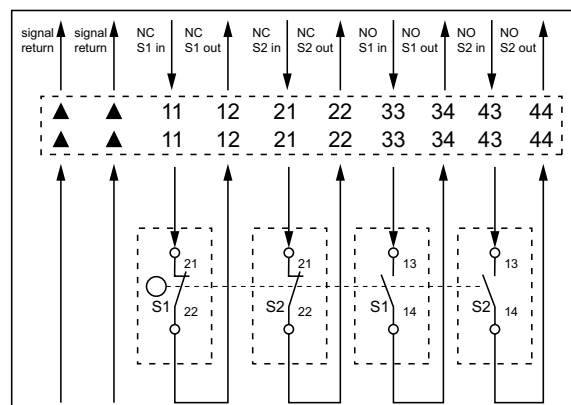 signal return
signal return
NC S1 in
NC S1 out
NC S2 in
NC S2 out
NO S1 in
NO S1 out
NO S2 in
NO S2 out
▲ ▲ 11 12 21 22 33 34 43 44
▲ ▲ 11 12 21 22 33 34 43 44
21 21 13 13
S1 S2 S1 S2
22 22 14 14